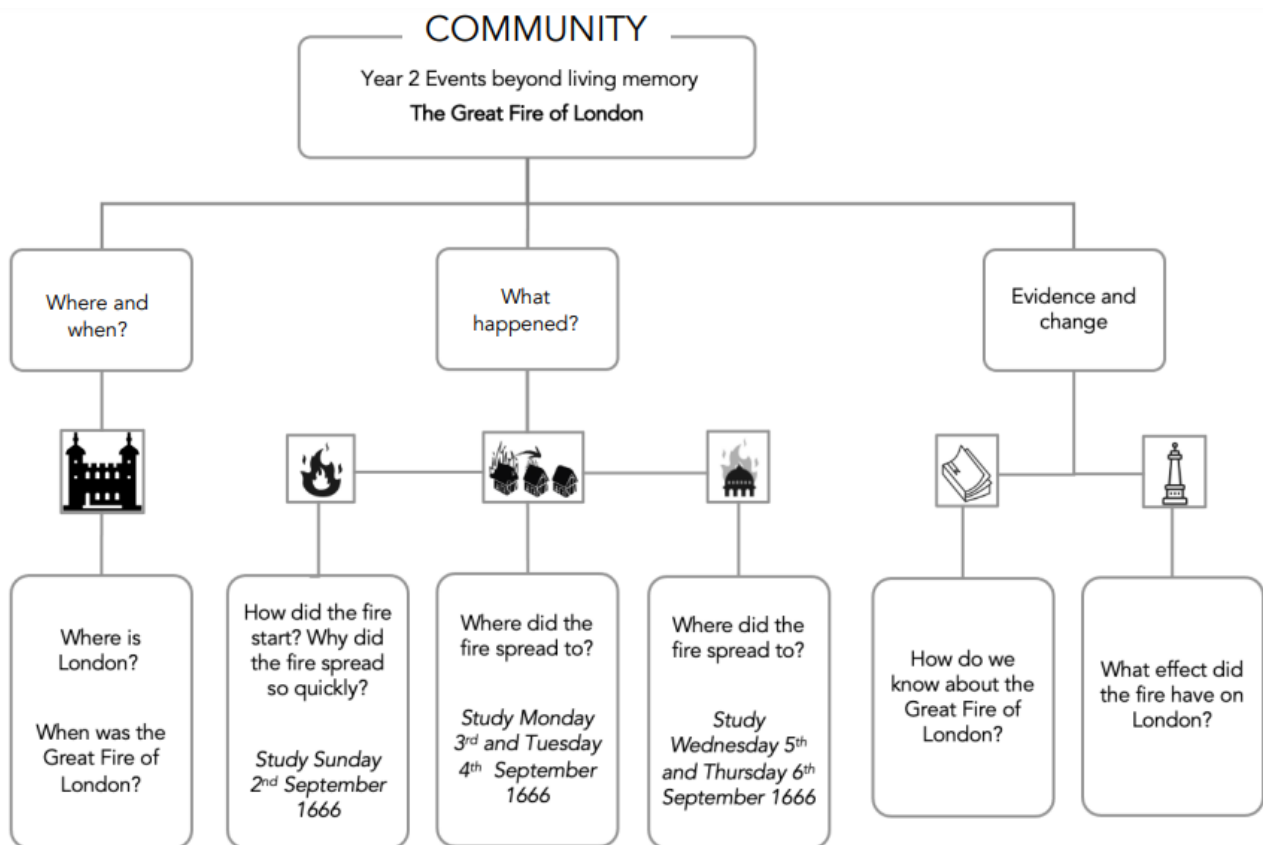 COMMUNITY
Year 2 Events beyond living memory
The Great Fire of London
Where and
when?
What
happened?
Evidence and
change
Where is
London?
When was the
Great Fire of
London?
How did the fire
start? Why did
the fire spread
so quickly?
Study Sunday
2nd September
1666
Where did the
fire spread to?
Study Monday
3rd and Tuesday
4th September
1666
Where did the
fire spread to?
Study
Wednesday 5th
and Thursday 6th
September 1666
How do we
know about the
Great Fire of
London?
What effect did
the fire have on
London?